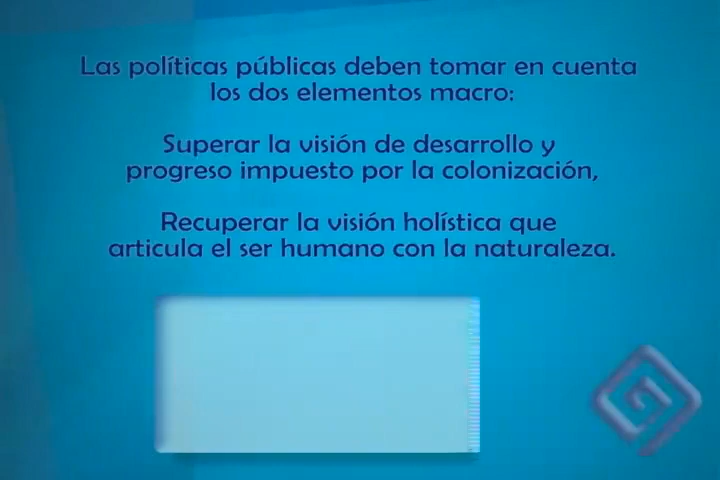 Las políticas públicas deben tomar en cuenta
los dos elementos macro:
Superar la visión de desarrollo y
progreso impuesto por la colonización,
Recuperar la visión holística que
articula el ser humano con la naturaleza.